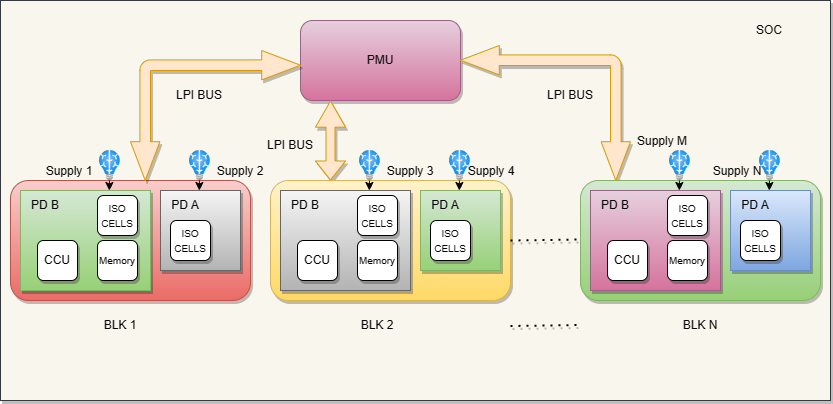 SOC
PMU
LPI BUS
LPI BUS
LPI BUS
Supply 1
Supply 2
Supply 3
Supply 4
Supply M
Supply N
PD B
ISO
CELLS
CCU
Memory
PD A
ISO
CELLS
PD B
ISO
CELLS
CCU
Memory
PD A
ISO
CELLS
PD B
ISO
CELLS
CCU
Memory
PD A
ISO
CELLS
BLK 1
BLK 2
BLK N